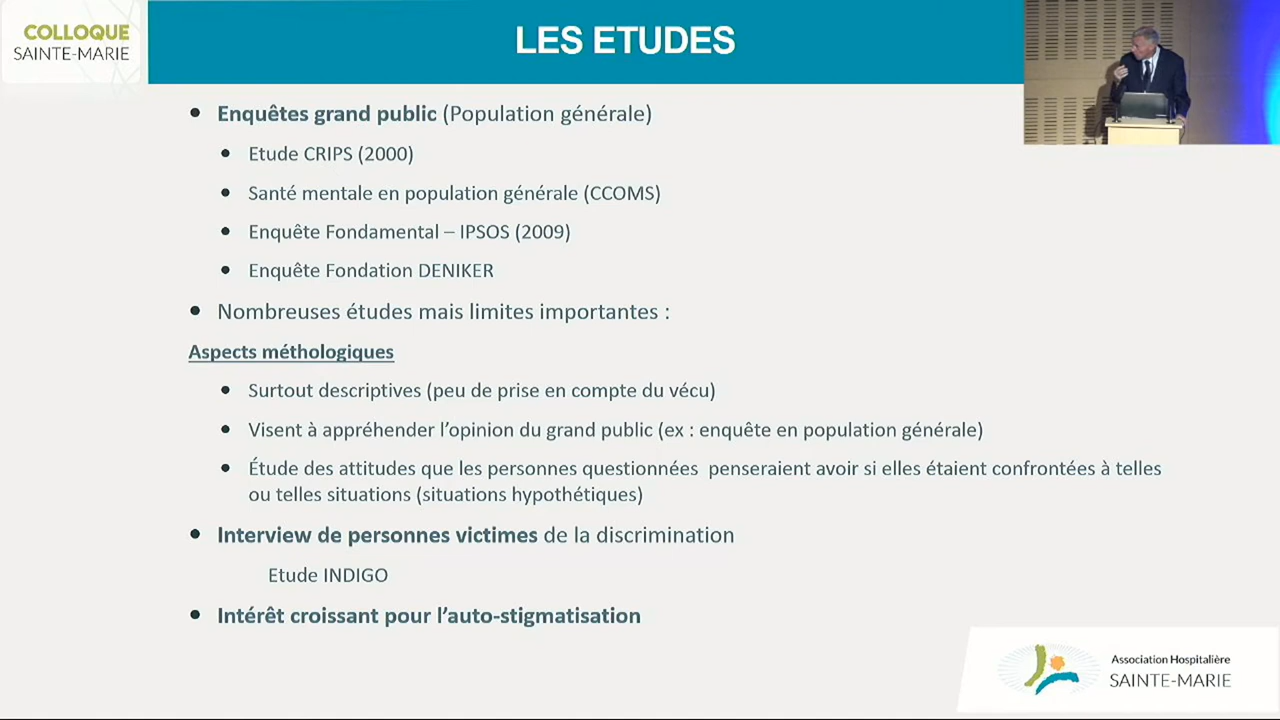 COLLOQUE
SAINTE-MARIE
LES ETUDES
Enquêtes grand public (Population générale)
Etude CRIPS (2000)
Santé mentale en population générale (CCOMS)
Enquête Fondamental – IPSOS (2009)
Enquête Fondation DENIKER
Nombreuses études mais limites importantes :
Aspects méthologiques
Surtout descriptives (peu de prise en compte du vécu)
Visent à appréhender l’opinion du grand public (ex : enquête en population générale)
Étude des attitudes que les personnes questionnées penseraient avoir si elles étaient confrontées à telles
ou telles situations (situations hypothétiques)
Interview de personnes victimes de la discrimination
Etude INDIGO
Intérêt croissant pour l’auto-stigmatisation
Association Hospitalière
SAINTE-MARIE